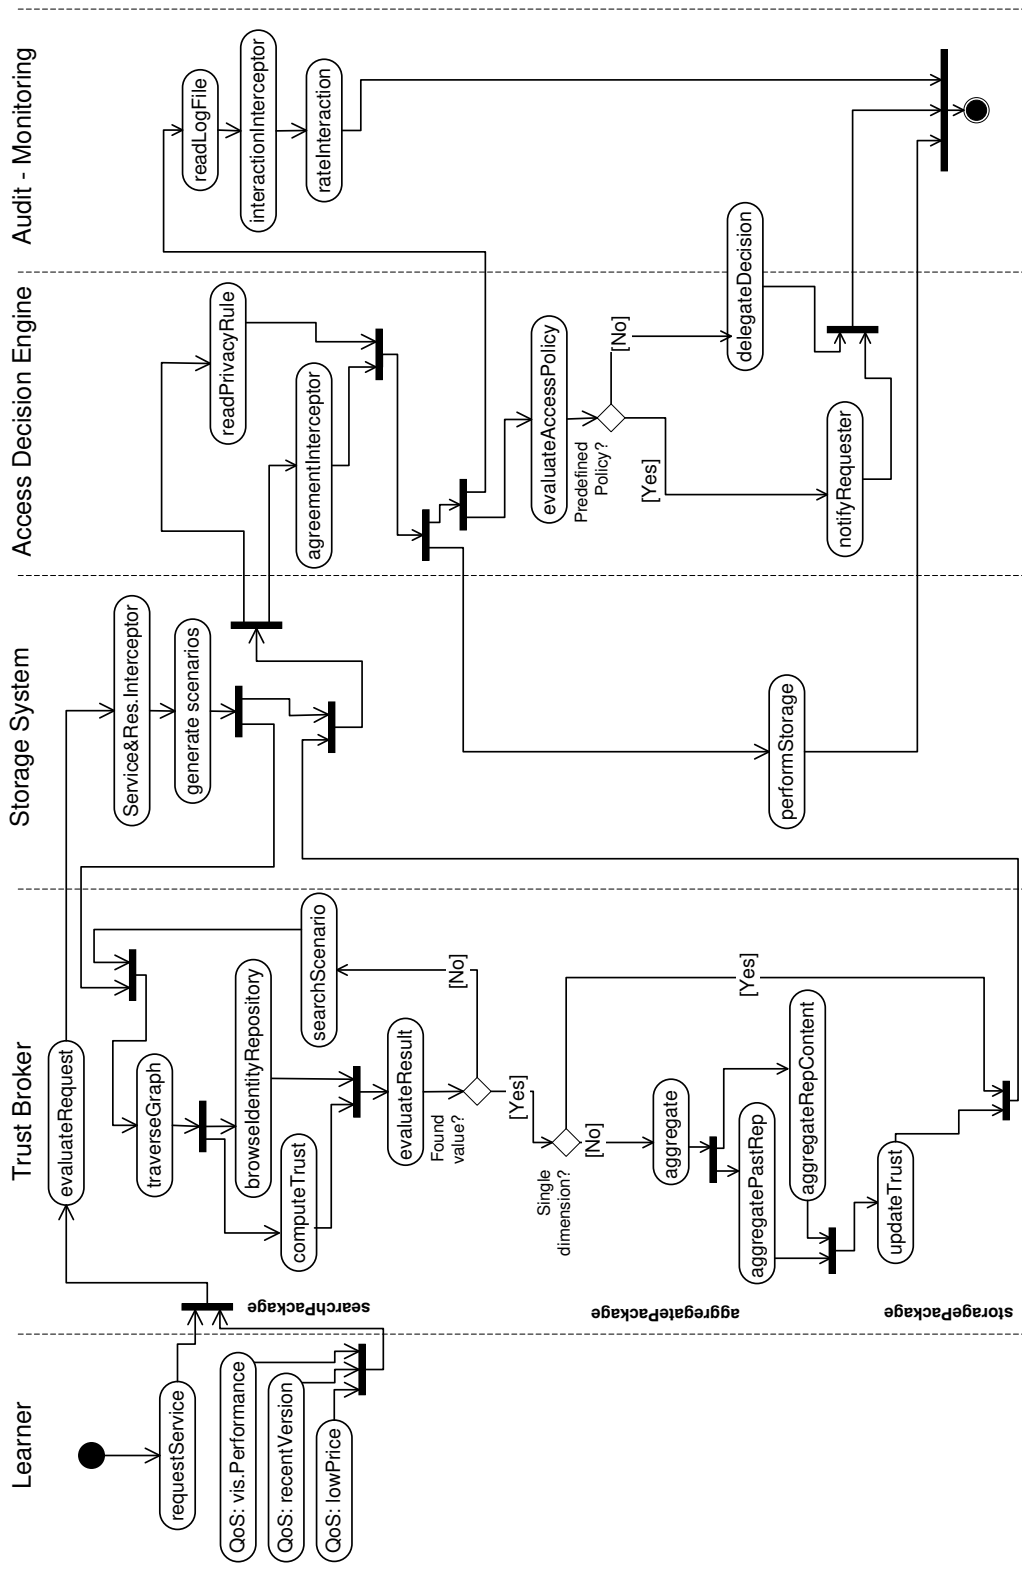 Learner
Trust Broker
Storage System
Access Decision Engine
Audit - Monitoring
requestService
QoS: vis.Performance
QoS: recentVersion
QoS: lowPrice
searchPackage
aggregatePackage
storagePackage
evaluateRequest
traverseGraph
browseIdentityRepository
computeTrust
searchScenario
evaluateResult
Found
value?
[No]
[Yes]
Single
dimension?
[No]
[Yes]
aggregate
aggregatePastRep
aggregateRepContent
updateTrust
Service&Res.Interceptor
generate scenarios
performStorage
readPrivacyRule
agreementInterceptor
evaluateAccessPolicy
Predefined
Policy?
[No]
[Yes]
delegateDecision
notifyRequester
readLogFile
interactionInterceptor
rateInteraction